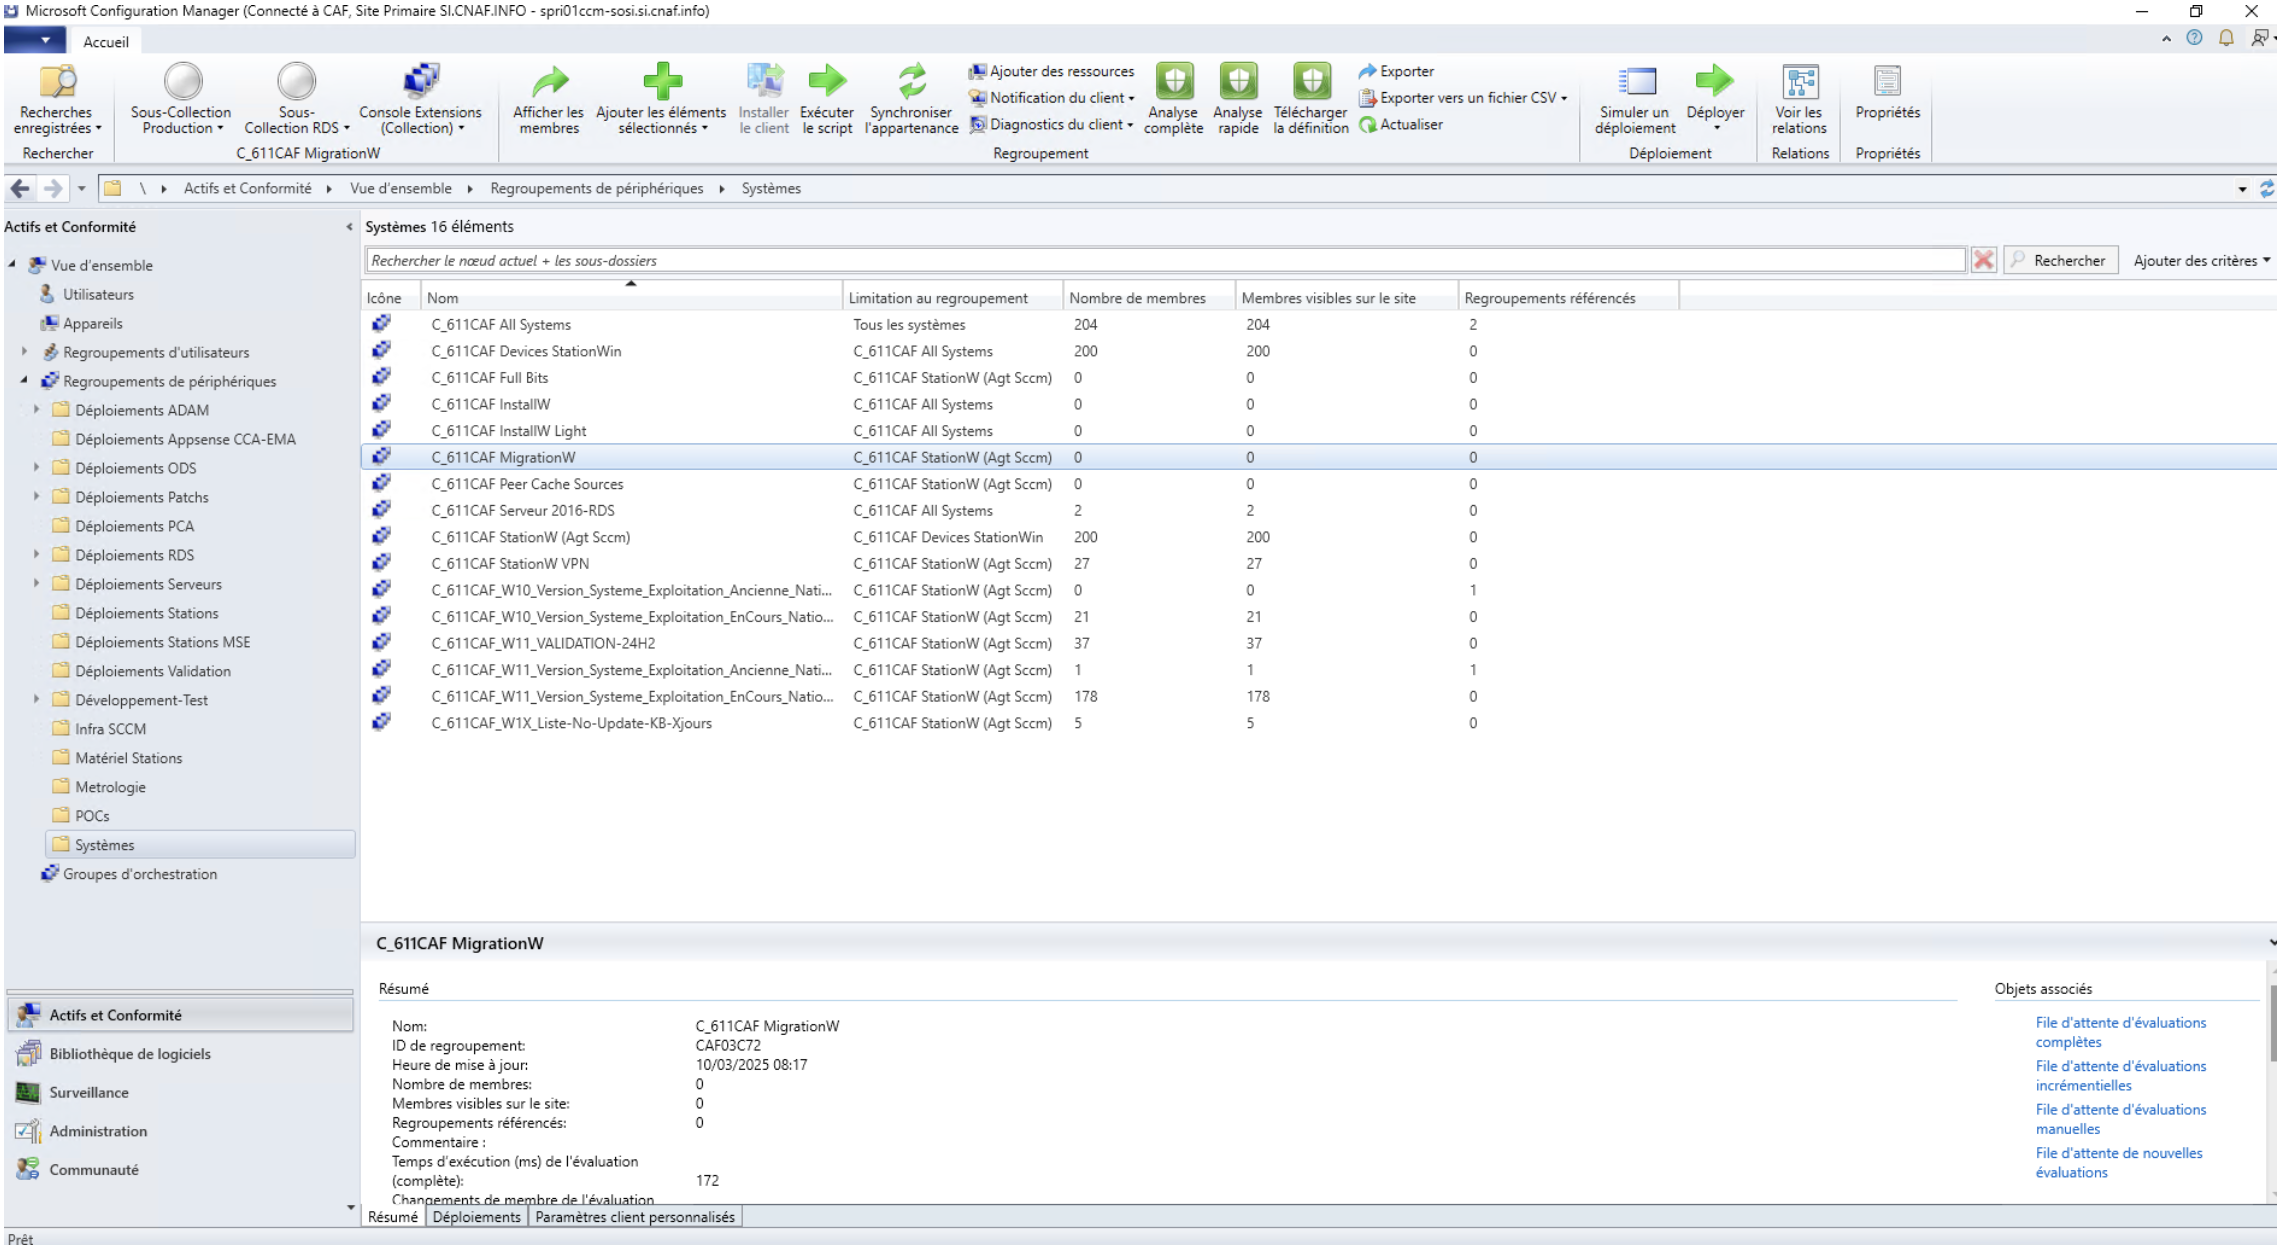 Microsoft Configuration Manager (Connecté à CAF, Site Primaire SI.CNAF.INFO - spri01ccm-sosi.si.cnaf.info)
Accueil
Recherches enregistrées
Sous-Collection Production
Sous-Collection RDS
Console Extensions (Collection)
Afficher les membres
Ajouter les éléments sélectionnés
Installer le client
Exécuter le script
Synchroniser l'appartenance
Ajouter des ressources
Notification du client
Diagnostics du client
Analyse complète
Analyse rapide
Télécharger la définition
Exporter
Exporter vers un fichier CSV
Actualiser
Simuler un déploiement
Déployer
Voir les relations
Propriétés
Rechercher
C_611CAF MigrationW
Regroupement
Déploiement
Relations
Propriétés
\ Actifs et Conformité Vue d'ensemble Regroupements de périphériques Systèmes
Actifs et Conformité
Vue d'ensemble
Utilisateurs
Appareils
Regroupements d'utilisateurs
Regroupements de périphériques
Déploiements ADAM
Déploiements Appsense CCA-EMA
Déploiements ODS
Déploiements Patchs
Déploiements PCA
Déploiements RDS
Déploiements Serveurs
Déploiements Stations
Déploiements Stations MSE
Déploiements Validation
Développement-Test
Infra SCCM
Matériel Stations
Metrologie
POCs
Systèmes
Groupes d'orchestration
Actifs et Conformité
Bibliothèque de logiciels
Surveillance
Administration
Communauté
Systèmes 16 éléments
Rechercher le nœud actuel + les sous-dossiers
Rechercher
Ajouter des critères
Icône Nom Limitation au regroupement Nombre de membres Membres visibles sur le site Regroupements référencés
C_611CAF All Systems Tous les systèmes 204 204 2
C_611CAF Devices StationWin C_611CAF All Systems 200 200 0
C_611CAF Full Bits C_611CAF StationW (Agt Sccm) 0 0 0
C_611CAF InstallW C_611CAF All Systems 0 0 0
C_611CAF InstallW Light C_611CAF All Systems 0 0 0
C_611CAF MigrationW C_611CAF StationW (Agt Sccm) 0 0 0
C_611CAF Peer Cache Sources C_611CAF StationW (Agt Sccm) 0 0 0
C_611CAF Serveur 2016-RDS C_611CAF All Systems 2 2 0
C_611CAF StationW (Agt Sccm) C_611CAF Devices StationWin 200 200 0
C_611CAF StationW VPN C_611CAF StationW (Agt Sccm) 27 27 0
C_611CAF_W10_Version_Systeme_Exploitation_Ancienne_Nati... C_611CAF StationW (Agt Sccm) 0 0 1
C_611CAF_W10_Version_Systeme_Exploitation_EnCours_Natio... C_611CAF StationW (Agt Sccm) 21 21 0
C_611CAF_W11_VALIDATION-24H2 C_611CAF StationW (Agt Sccm) 37 37 0
C_611CAF_W11_Version_Systeme_Exploitation_Ancienne_Nati... C_611CAF StationW (Agt Sccm) 1 1 1
C_611CAF_W11_Version_Systeme_Exploitation_EnCours_Natio... C_611CAF StationW (Agt Sccm) 178 178 0
C_611CAF_W1X_Liste-No-Update-KB-Xjours C_611CAF StationW (Agt Sccm) 5 5 0
C_611CAF MigrationW
Résumé
Nom: C_611CAF MigrationW
ID de regroupement: CAF03C72
Heure de mise à jour: 10/03/2025 08:17
Nombre de membres: 0
Membres visibles sur le site: 0
Regroupements référencés: 0
Commentaire :
Temps d'exécution (ms) de l'évaluation
(complète): 172
Changements de membre de l'évaluation
Objets associés
File d'attente d'évaluations
complètes
File d'attente d'évaluations
incrémentielles
File d'attente d'évaluations
manuelles
File d'attente de nouvelles
évaluations
Résumé Déploiements Paramètres client personnalisés
Prêt